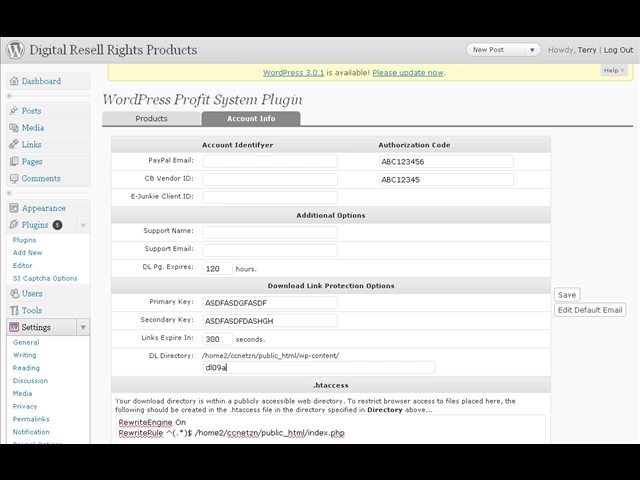 Digital Resell Rights Products
New Post ▼ Howdy, Terry | Log Out
WordPress 3.0.1 is available! Please update now.
Help
Dashboard
WordPress Profit System Plugin
Posts
Products Account Info
Media
Links
Account Identifyer Authorization Code
Pages
PayPal Email: ABC123456
Comments
CB Vendor ID: ABC12345
E-Junkie Client ID:
Appearance
Additional Options
Plugins 5
Support Name:
Plugins
Support Email:
Add New
Editor
DL Pg. Expires: 120 hours.
SI Captcha Options
Download Link Protection Options
Users
Primary Key: ASDFASDGFASDF
Save
Tools
Secondary Key: ASDFASDFDASHGH
Edit Default Email
Settings
Links Expire In: 300 seconds.
General
Writing
DL Directory: /home2/ccnetzn/public_html/wp-content/
Reading
dl09a
Discussion
.htaccess
Media
Your download directory is within a publicly accessible web directory. To restrict browser access to files placed here, the
Privacy
following should be created in the .htaccess file in the directory specified in Directory above...
Permalinks
RewriteEngine On
Notification
RewriteRule ^(.*)$ /home2/ccnetzn/public_html/index.php